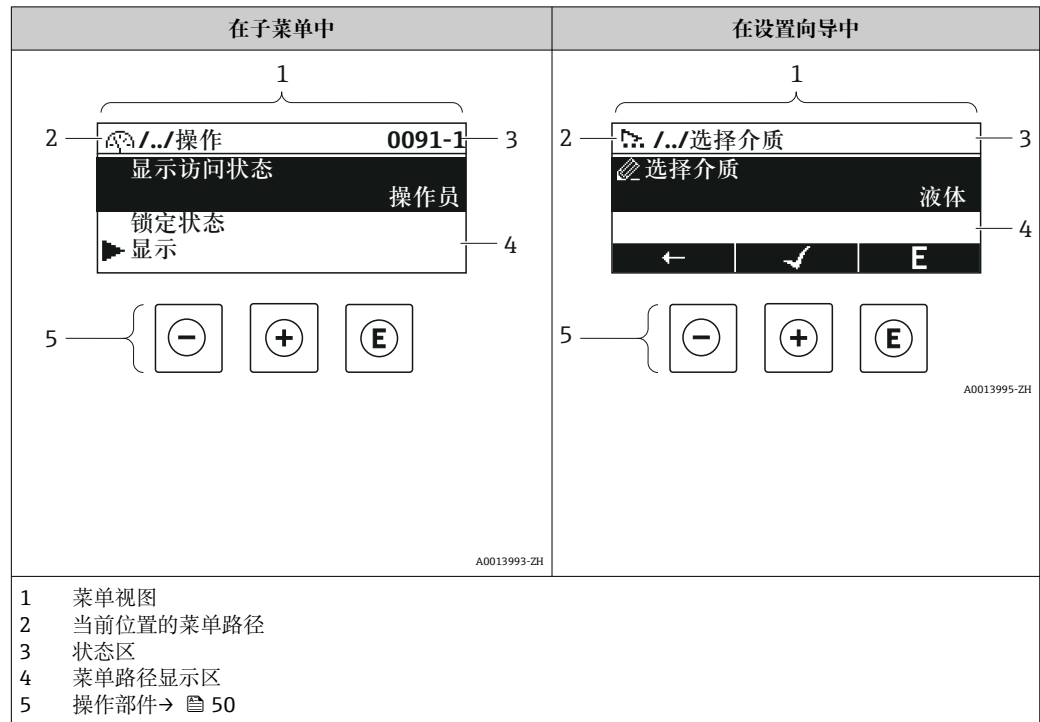 在子菜单中
在设置向导中
1
2
/../操作 0091-1
3
显示访问状态
操作员
锁定状态
显示
4
5
- + E
A0013993-ZH
1
2
/../选择介质
3
选择介质
液体
4
← ✓ E
5
- + E
A0013995-ZH
1 菜单视图
2 当前位置的菜单路径
3 状态区
4 菜单路径显示区
5 操作部件→ 50